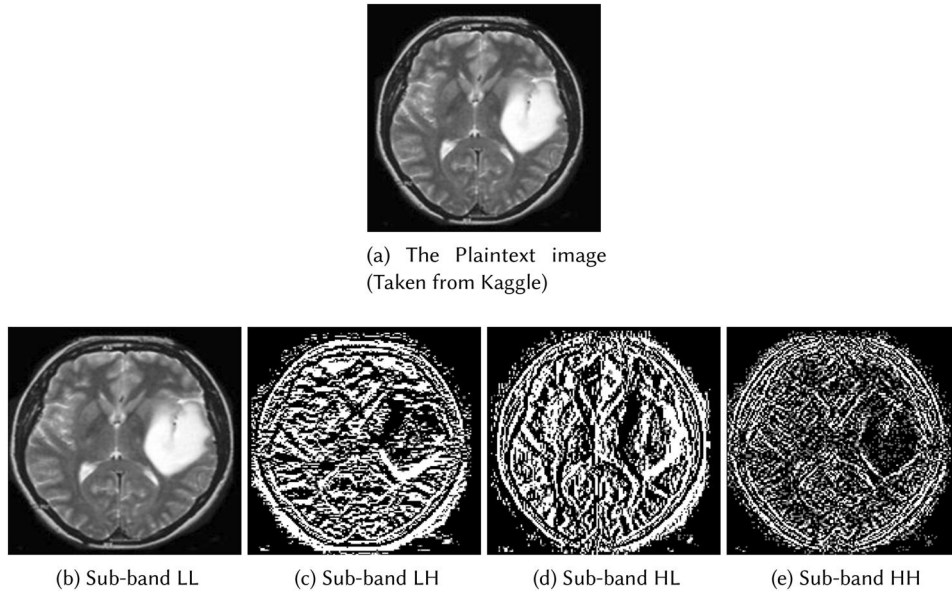 (a) The Plaintext image
(Taken from Kaggle)
(b) Sub-band LL
(c) Sub-band LH
(d) Sub-band HL
(e) Sub-band HH